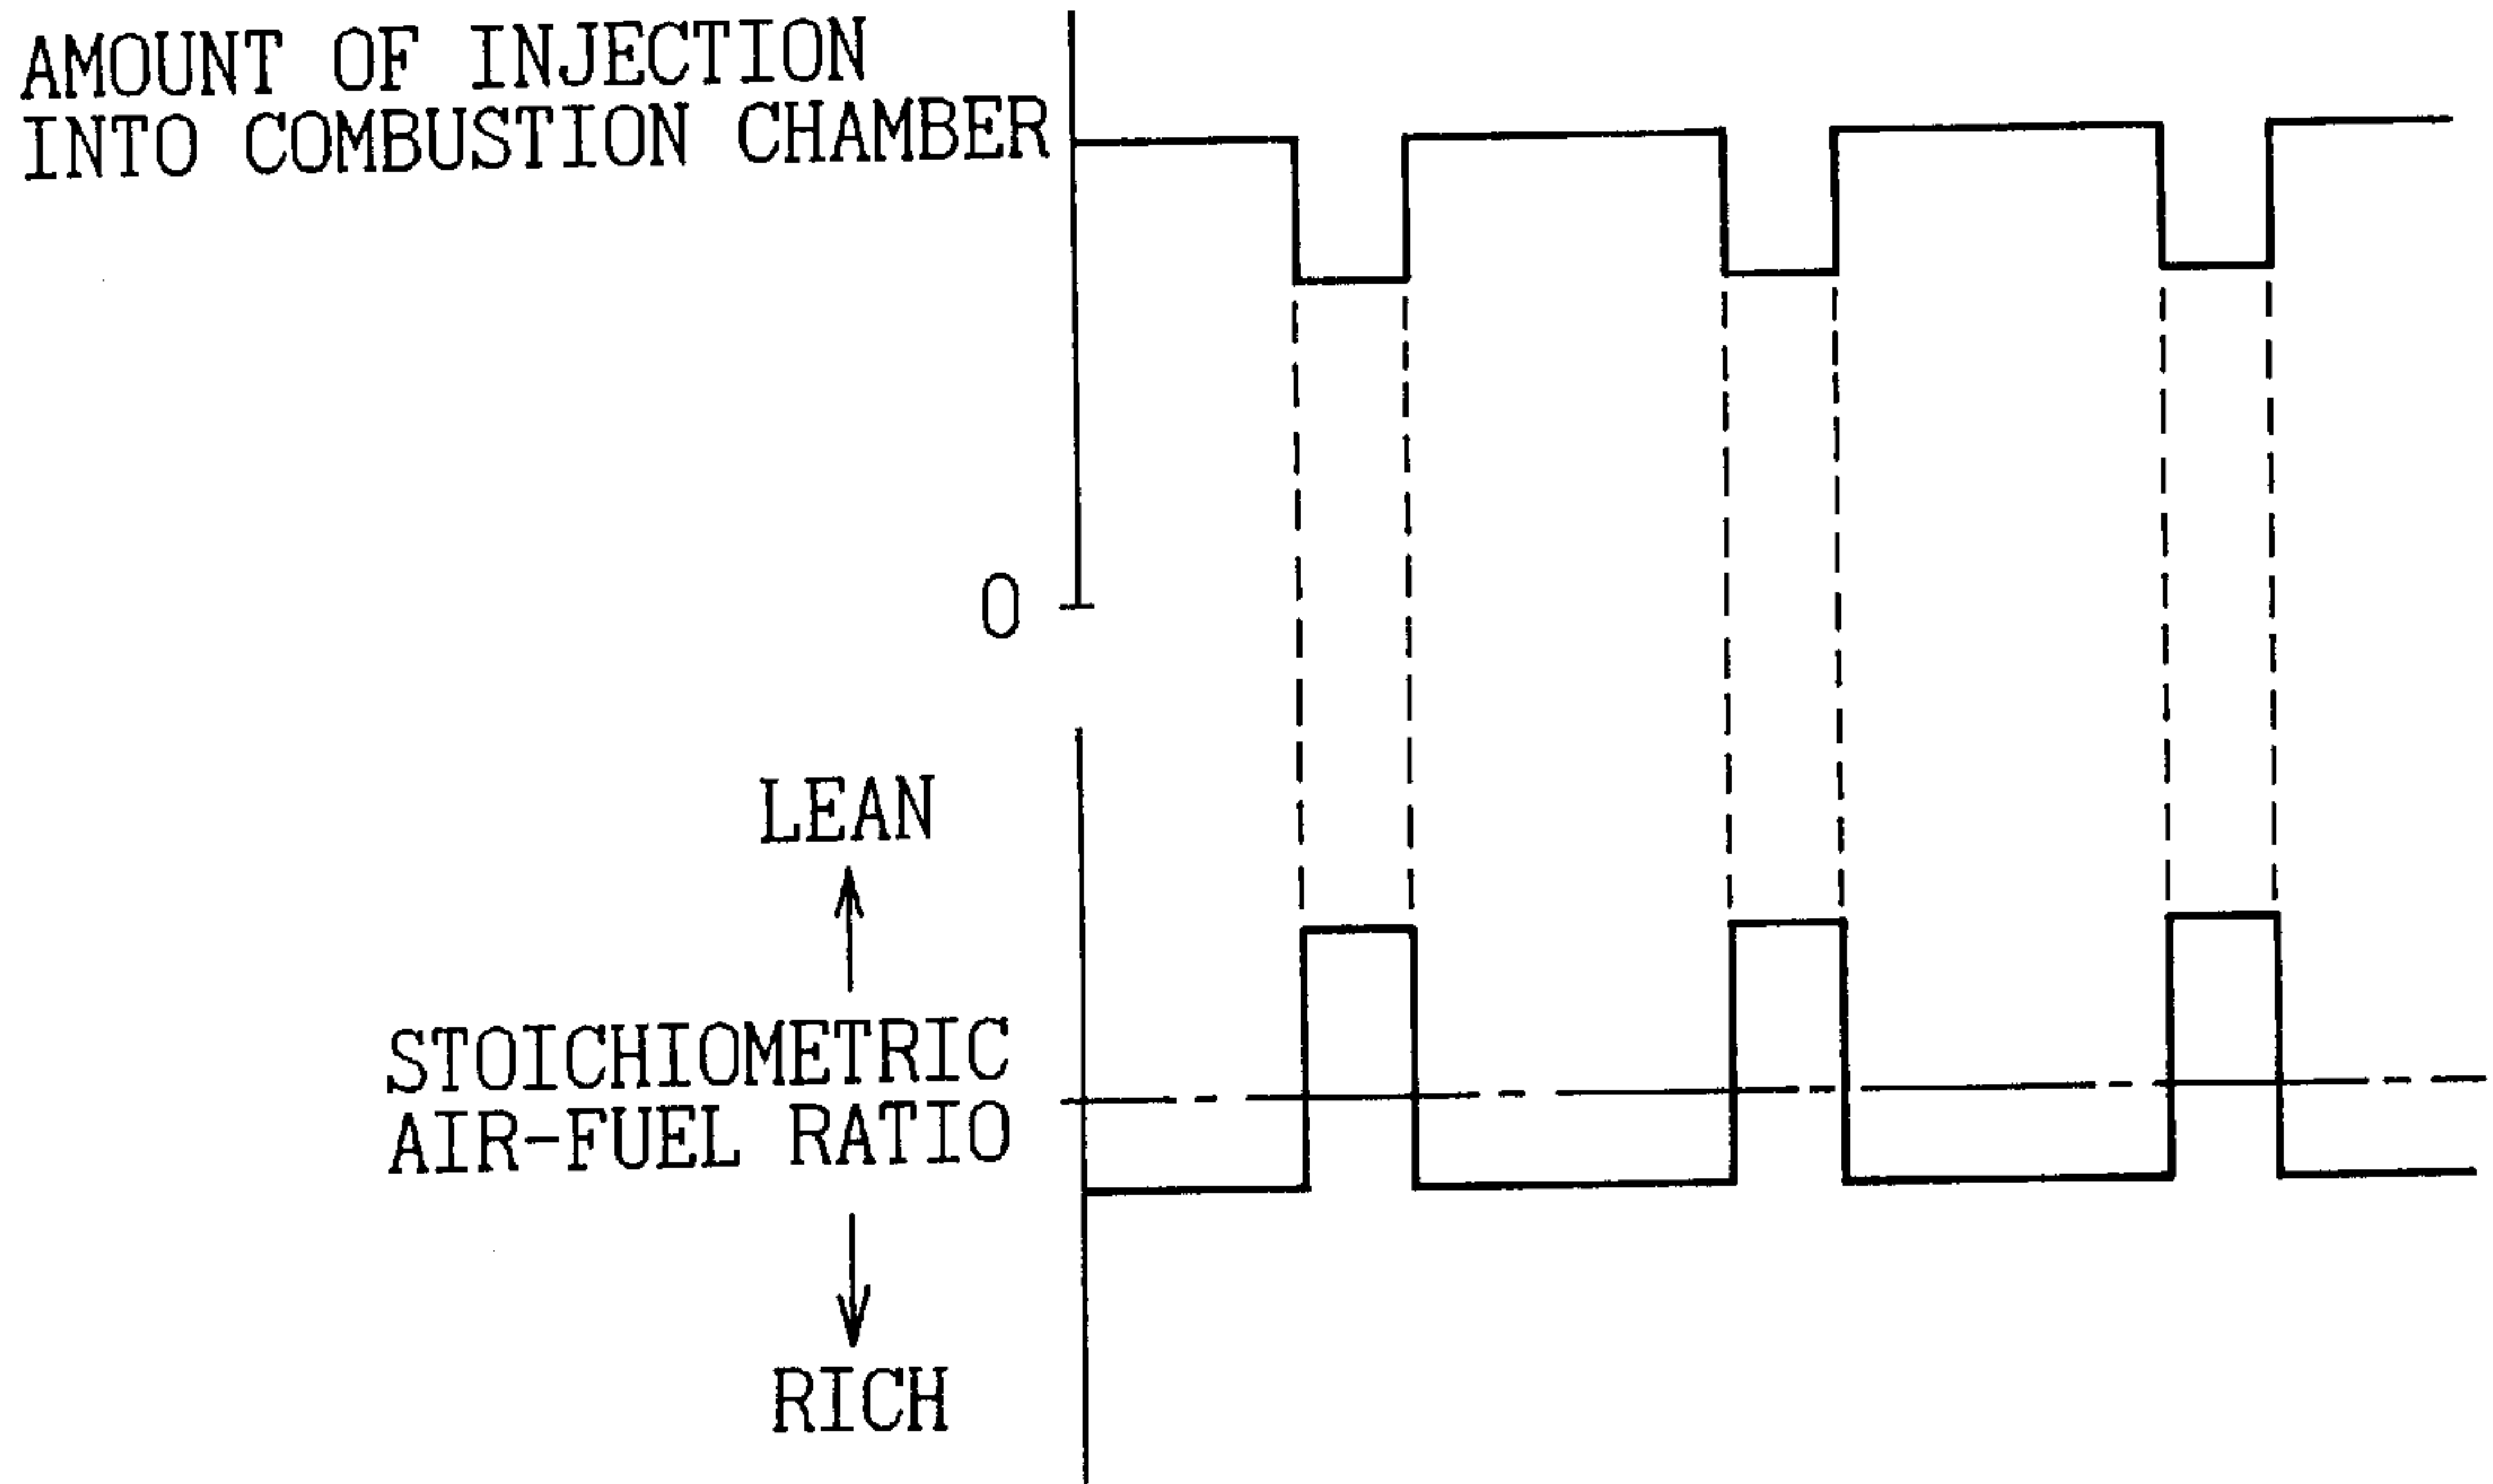 AMOUNT OF INJECTION
INTO COMBUSTION CHAMBER
0
LEAN
STOICHIOMETRIC
AIR-FUEL RATIO
RICH